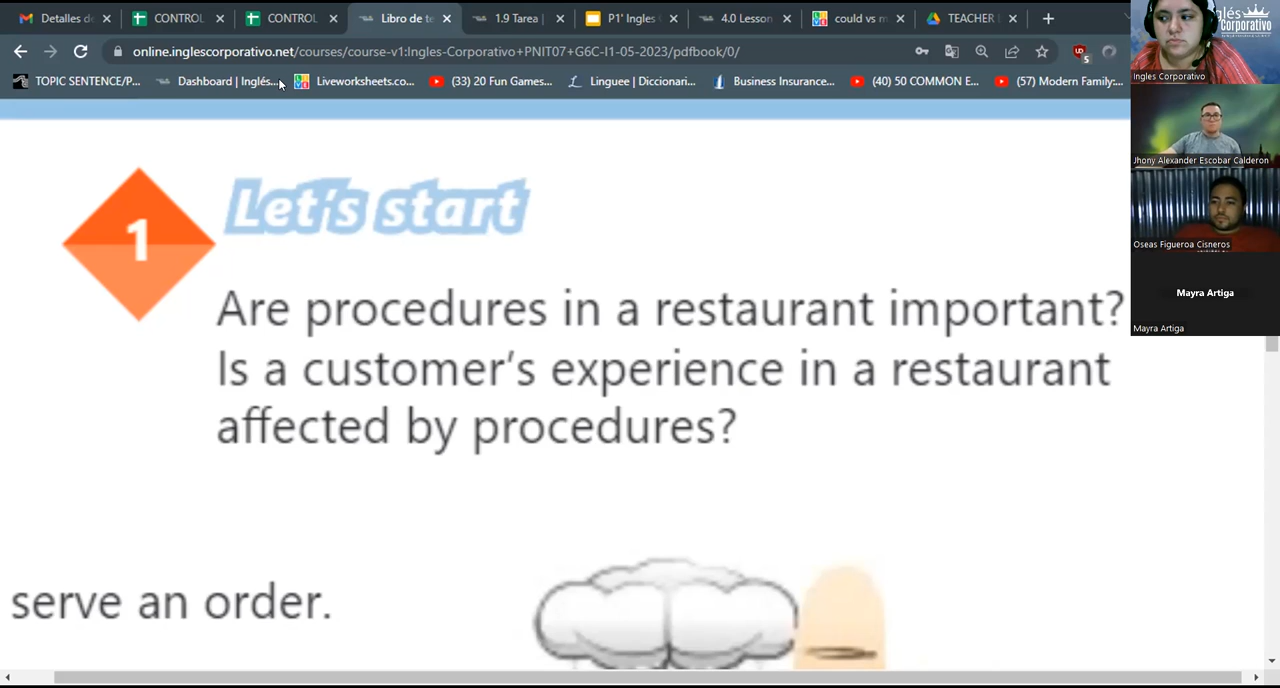 Detalles de
CONTROL
CONTROL
Libro de te
1.9 Tarea |
P1' Ingles
4.0 Lesson
could vs m
TEACHER
online.inglescorporativo.net/courses/course-v1:Ingles-Corporativo+PNIT07+G6C-I1-05-2023/pdfbook/0/
5
TOPIC SENTENCE/P...
Dashboard | Inglés...
Liveworksheets.co...
(33) 20 Fun Games...
Linguee | Diccionari...
Business Insurance...
(40) 50 COMMON E...
(57) Modern Family:...
Inglés
Corporativo
Ingles Corporativo
Jhony Alexander Escobar Calderon
Oseas Figueroa Cisneros
Mayra Artiga
Mayra Artiga
1
Let's start
Are procedures in a restaurant important?
Is a customer's experience in a restaurant
affected by procedures?
serve an order.